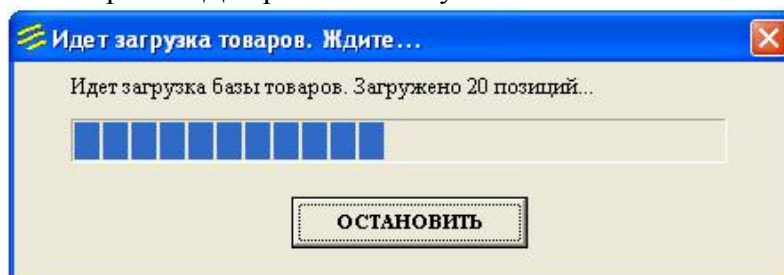 Идет загрузка товаров. Ждите...
Идет загрузка базы товаров. Загружено 20 позиций...
ОСТАНОВИТЬ